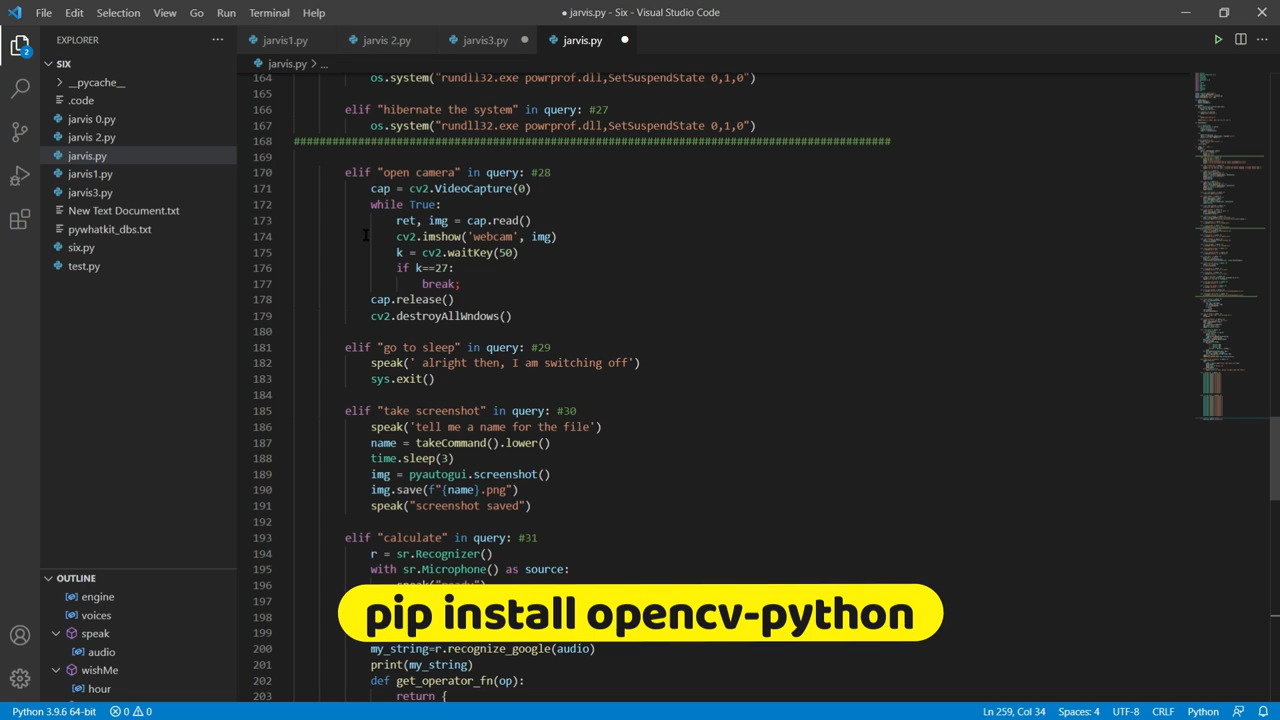 File Edit Selection View Go Run Terminal Help
● jarvis.py - Six - Visual Studio Code
EXPLORER
jarvis1.py
jarvis 2.py
jarvis3.py
jarvis.py
SIX
jarvis.py > ...
__pycache__
.code
jarvis 0.py
jarvis 2.py
jarvis.py
jarvis1.py
jarvis3.py
New Text Document.txt
pywhatkit_dbs.txt
six.py
test.py
OUTLINE
engine
voices
speak
audio
wishMe
hour
164 os.system("rundll32.exe powrprof.dll,SetSuspendState 0,1,0")
165
166 elif "hibernate the system" in query: #27
167 os.system("rundll32.exe powrprof.dll,SetSuspendState 0,1,0")
168 #############################################################################################
169
170 elif "open camera" in query: #28
171 cap = cv2.VideoCapture(0)
172 while True:
173 ret, img = cap.read()
174 cv2.imshow('webcam', img)
175 k = cv2.waitKey(50)
176 if k==27:
177 break;
178 cap.release()
179 cv2.destroyAllWndows()
180
181 elif "go to sleep" in query: #29
182 speak(' alright then, I am switching off')
183 sys.exit()
184
185 elif "take screenshot" in query: #30
186 speak('tell me a name for the file')
187 name = takeCommand().lower()
188 time.sleep(3)
189 img = pyautogui.screenshot()
190 img.save(f"{name}.png")
191 speak("screenshot saved")
192
193 elif "calculate" in query: #31
194 r = sr.Recognizer()
195 with sr.Microphone() as source:
196
197
198
199
200 my_string=r.recognize_google(audio)
201 print(my_string)
202 def get_operator_fn(op):
203 return {
pip install opencv-python
2
Python 3.9.6 64-bit 0 0 Ln 259, Col 34 Spaces: 4 UTF-8 CRLF Python